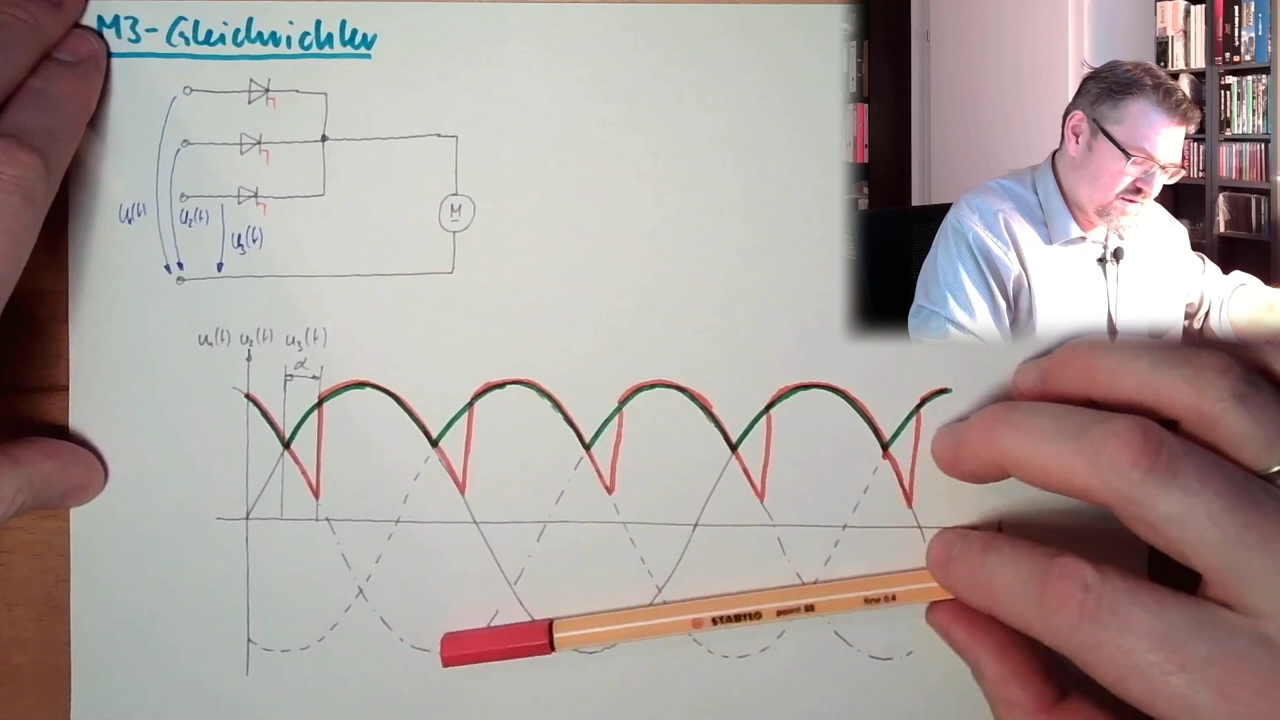 M3-Gleichrichter
u₁(t)
u₂(t)
u₃(t)
M
u₁(t) u₂(t) u₃(t)
α
STABILO point 88 fine 0.4